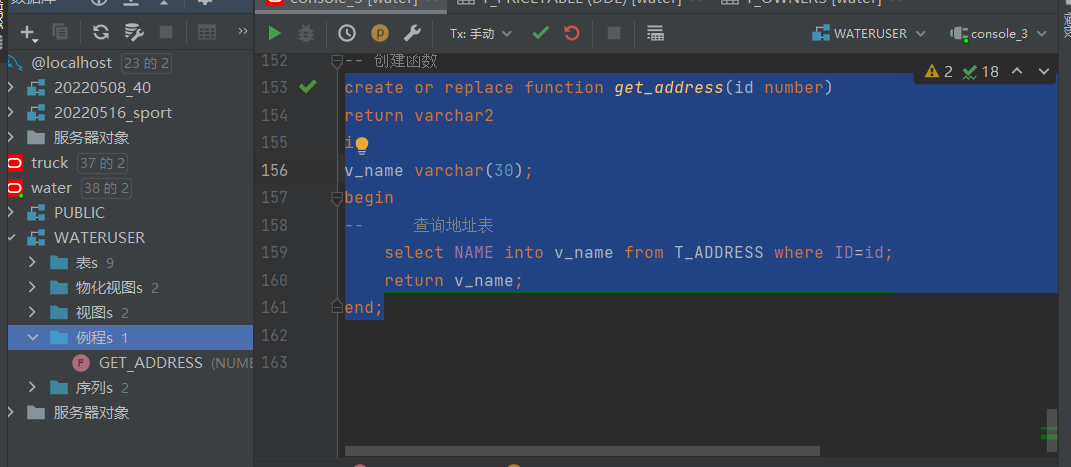 console_3 [water]
T_PRICETABLE (DDL) [water]
T_OWNERS [water]
Tx: 手动
WATERUSER
console_3
@localhost 23 的 2
20220508_40
20220516_sport
服务器对象
truck 37 的 2
water 38 的 2
PUBLIC
WATERUSER
表s 9
物化视图s 2
视图s 2
例程s 1
F GET_ADDRESS (NUME
序列s 2
服务器对象
2 18
152 -- 创建函数
153 create or replace function get_address(id number)
154 return varchar2
155 i
156 v_name varchar(30);
157 begin
158 -- 查询地址表
159 select NAME into v_name from T_ADDRESS where ID=id;
160 return v_name;
161 end;
162
163